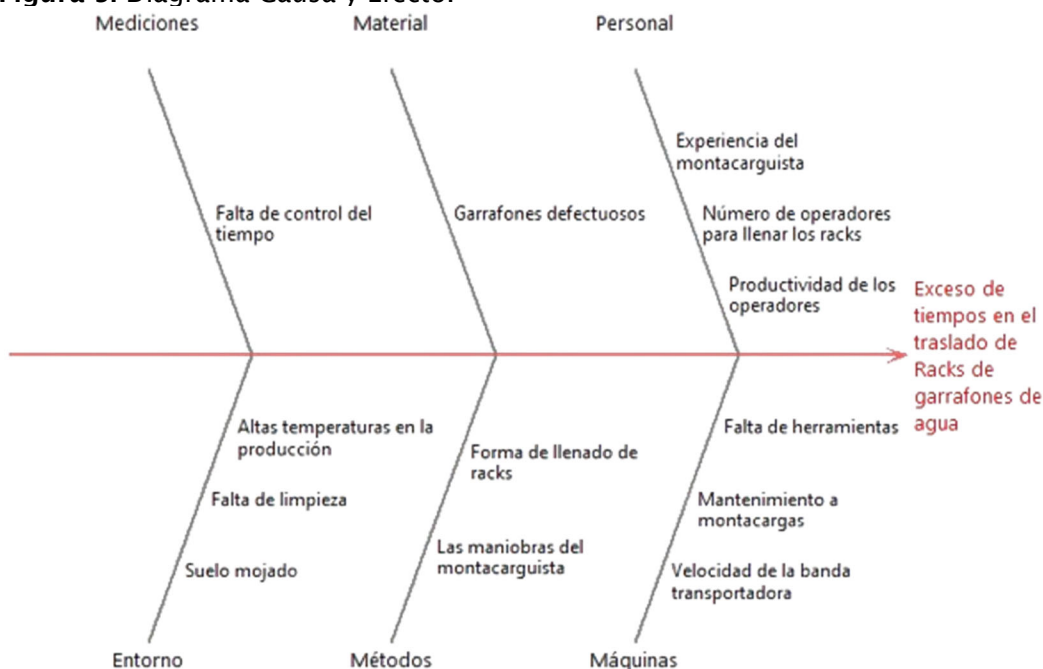 Figura 3. Diagrama Causa y Efecto.
Mediciones
Material
Personal
Experiencia del
montacarguista
Falta de control del
tiempo
Garrafones defectuosos
Número de operadores
para llenar los racks
Productividad de los
operadores
Exceso de
tiempos en el
traslado de
Racks de
garrafones de
agua
Altas temperaturas en la
producción
Falta de limpieza
Suelo mojado
Forma de llenado de
racks
Las maniobras del
montacarguista
Falta de herramientas
Mantenimiento a
montacargas
Velocidad de la banda
transportadora
Entorno
Métodos
Máquinas